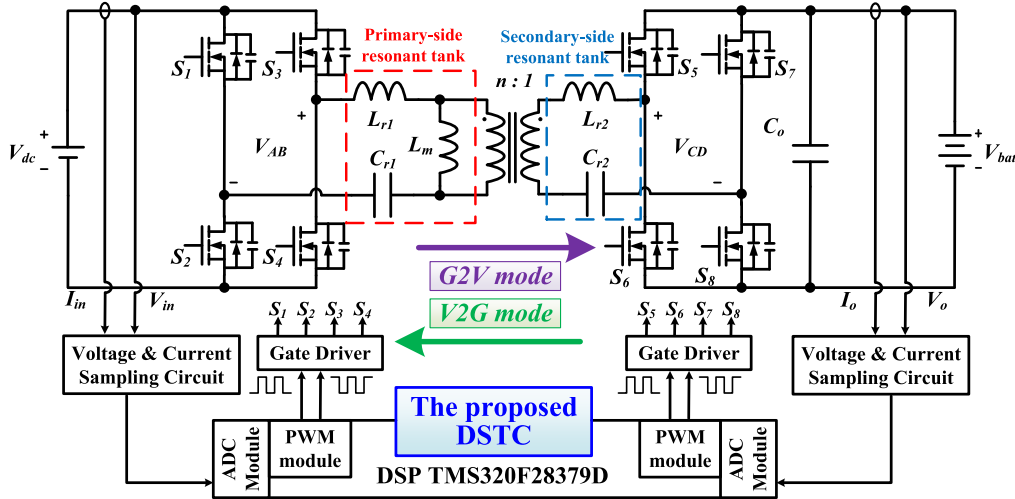 Primary-side
resonant tank
Secondary-side
resonant tank
S1
S3
S5
S7
n : 1
+
Lr1
Lr2
+
Co
+
Vdc
−
VAB
Lm
Cr1
Cr2
VCD
+
Vbat
−
−
−
S2
S4
S6
S8
G2V mode
V2G mode
Iin
Vin
Io
Vo
S1 S2 S3 S4
S5 S6 S7 S8
Voltage & Current
Sampling Circuit
Gate Driver
Gate Driver
Voltage & Current
Sampling Circuit
ADC
Module
PWM
module
The proposed
DSTC
PWM
module
ADC
Module
DSP TMS320F28379D